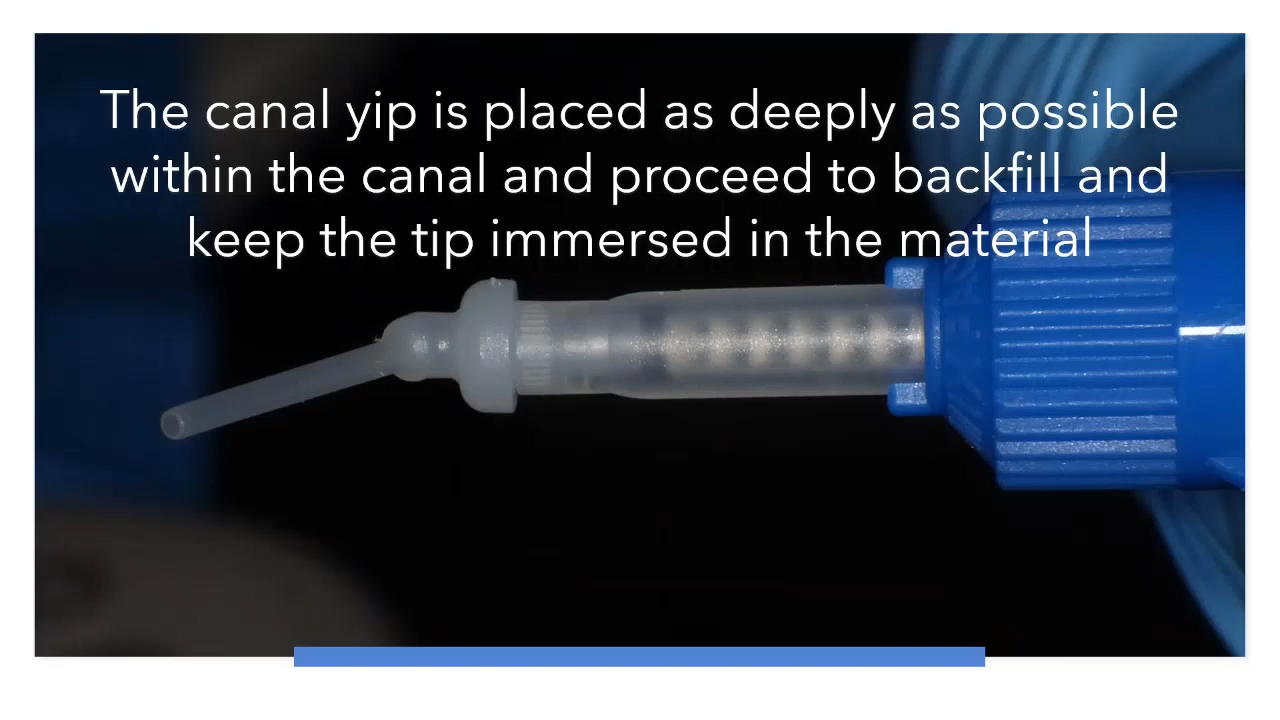 The canal yip is placed as deeply as possible
within the canal and proceed to backfill and
keep the tip immersed in the material